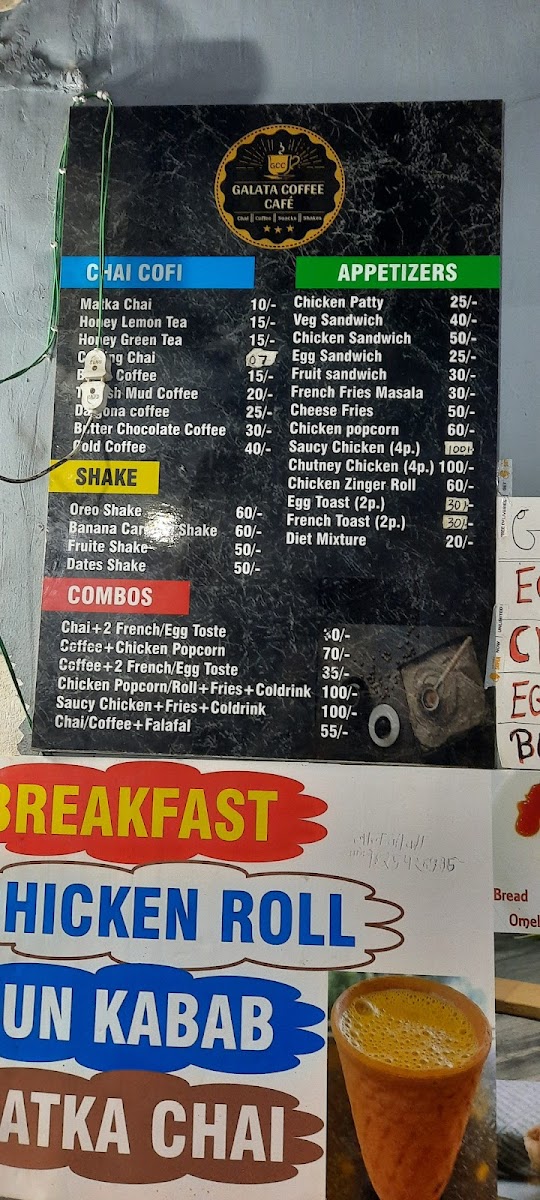 GCC
GALATA COFFEE
CAFÉ
Chai || Coffee || Snacks || Shakes
CHAI COFI
Matka Chai 10/-
Honey Lemon Tea 15/-
Honey Green Tea 15/-
Chai 07
Coffee 15/-
Mud Coffee 20/-
coffee 25/-
Butter Chocolate Coffee 30/-
Cold Coffee 40/-
SHAKE
Oreo Shake 60/-
Banana Shake 60/-
Fruite Shake 50/-
Dates Shake 50/-
APPETIZERS
Chicken Patty 25/-
Veg Sandwich 40/-
Chicken Sandwich 50/-
Egg Sandwich 25/-
Fruit sandwich 30/-
French Fries Masala 30/-
Cheese Fries 50/-
Chicken popcorn 60/-
Saucy Chicken (4p.) 100/-
Chutney Chicken (4p.) 100/-
Chicken Zinger Roll 60/-
Egg Toast (2p.) 30/-
French Toast (2p.) 30/-
Diet Mixture 20/-
COMBOS
Chai+2 French/Egg Toste 30/-
Coffee+Chicken Popcorn 70/-
Coffee+2 French/Egg Toste 35/-
Chicken Popcorn/Roll+Fries+Coldrink 100/-
Saucy Chicken+Fries+Coldrink 100/-
Chai/Coffee+Falafal 55/-
BREAKFAST
HICKEN ROLL
UN KABAB
ATKA CHAI
Bread
Omel